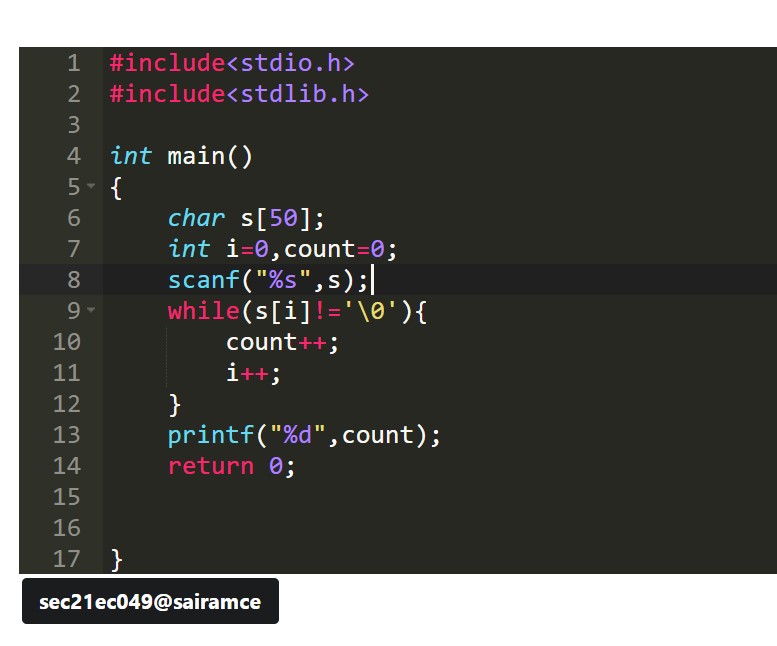 1 #include<stdio.h>
2 #include<stdlib.h>
3
4 int main()
5 {
6     char s[50];
7     int i=0,count=0;
8     scanf("%s",s);
9     while(s[i]!='\0'){
10         count++;
11         i++;
12     }
13     printf("%d",count);
14     return 0;
15
16
17 }
sec21ec049@sairamce